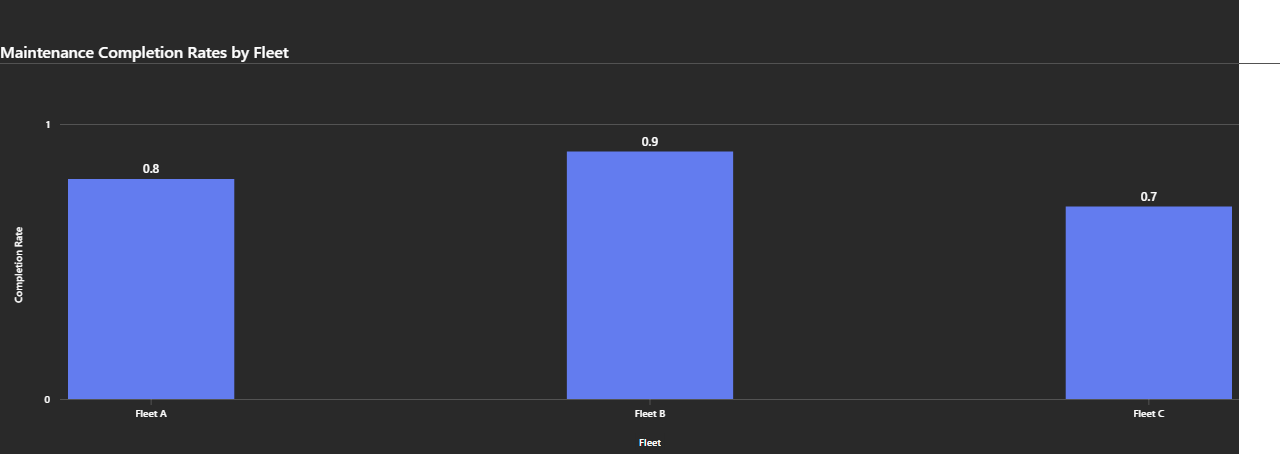 Maintenance Completion Rates by Fleet
1
0.9
0.8
0.7
Completion Rate
0
Fleet A
Fleet B
Fleet C
Fleet